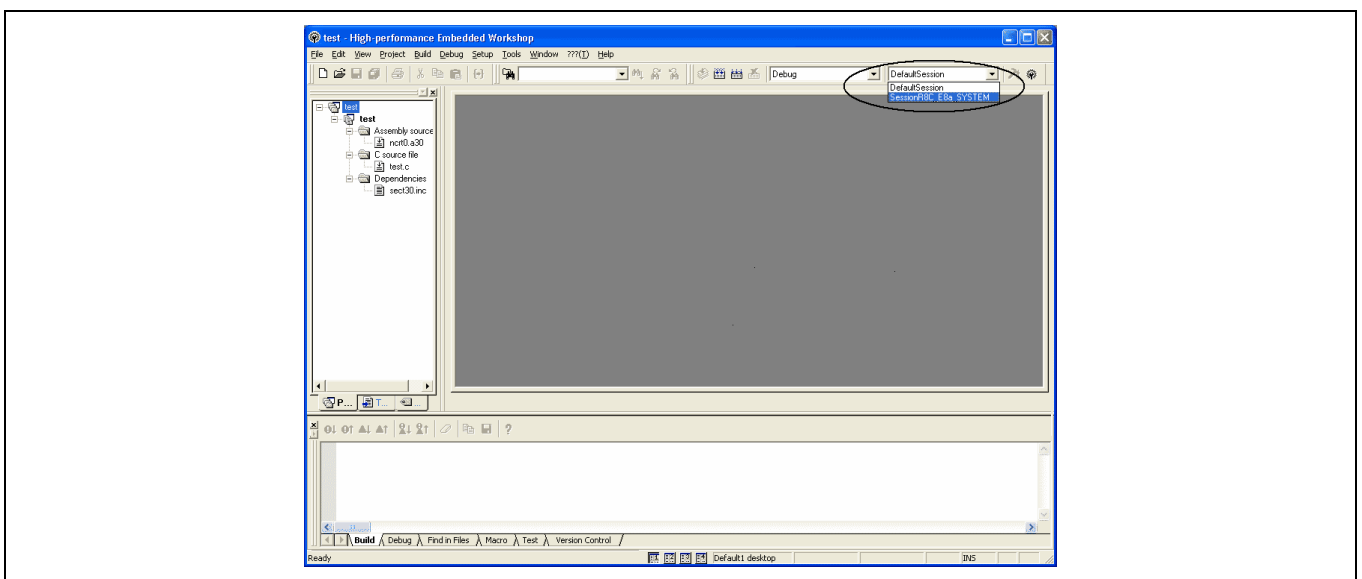 test - High-performance Embedded Workshop
File Edit View Project Build Debug Setup Tools Window ???(T) Help
Debug DefaultSession
DefaultSession
SessionR8C_E8a_SYSTEM
test
test
Assembly source
ncrt0.a30
C source file
test.c
Dependencies
sect30.inc
P... T... ...
Build Debug Find in Files Macro Test Version Control
Ready Default1 desktop INS